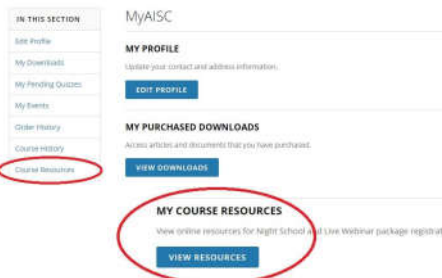 IN THIS SECTION
Edit Profile
My Downloads
My Pending Quizzes
My Events
Order History
Course History
Course Resources
MyAISC
MY PROFILE
Update your contact and address information.
EDIT PROFILE
MY PURCHASED DOWNLOADS
Access articles and documents that you have purchased.
VIEW DOWNLOADS
MY COURSE RESOURCES
View online resources for Night School and Live Webinar package registrat
VIEW RESOURCES